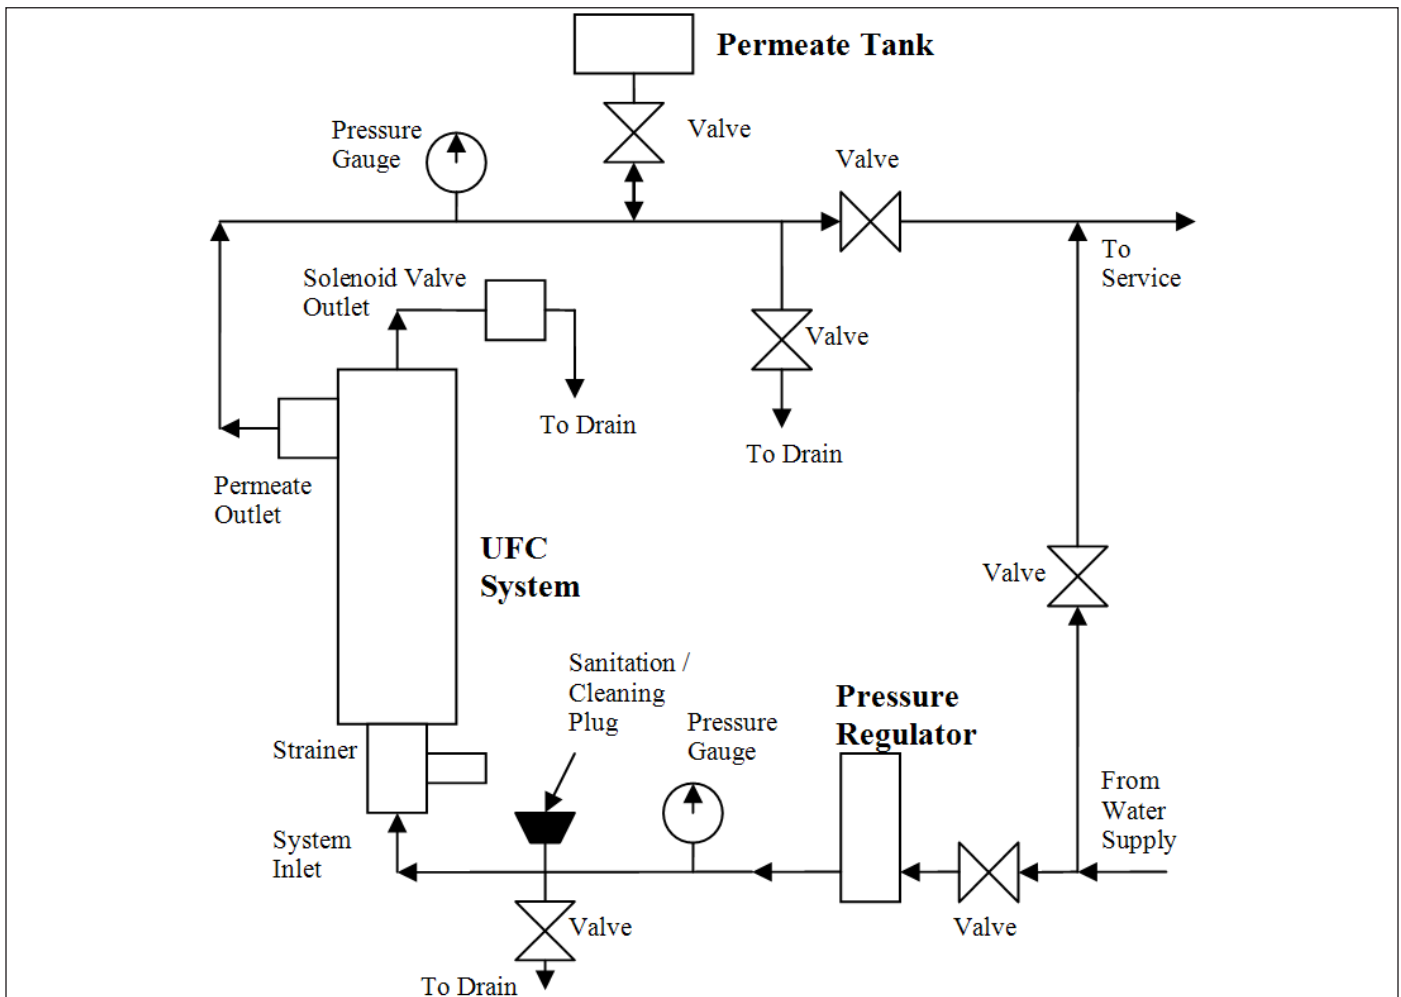 Permeate Tank
Pressure
Gauge
Valve
Valve
To
Service
Solenoid Valve
Outlet
Valve
To Drain
To Drain
Permeate
Outlet
UFC
System
Valve
Sanitation /
Cleaning
Plug
Pressure
Gauge
Pressure
Regulator
Strainer
From
Water
Supply
System
Inlet
Valve
Valve
To Drain